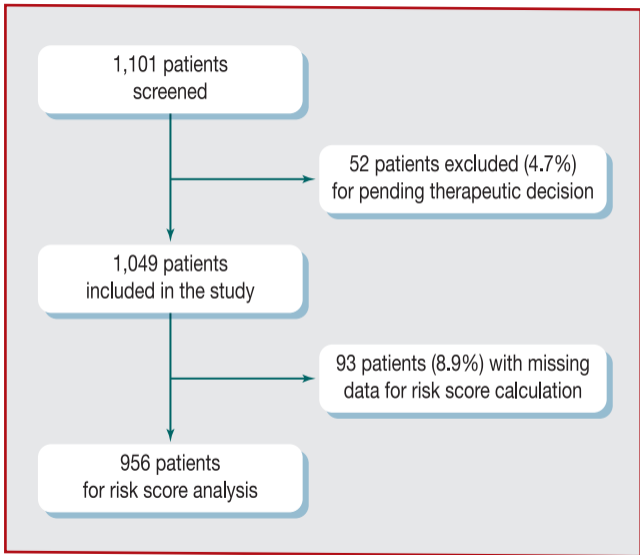 1,101 patients
screened
52 patients excluded (4.7%)
for pending therapeutic decision
1,049 patients
included in the study
93 patients (8.9%) with missing
data for risk score calculation
956 patients
for risk score analysis